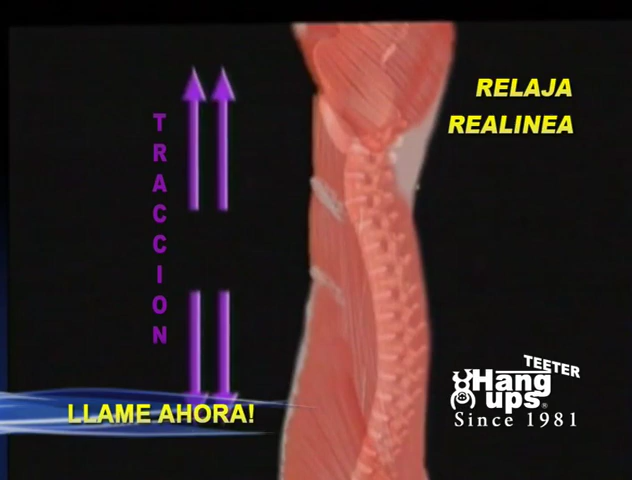 RELAJA
REALINEA
TRACCION
TEETER
Hang
ups®
Since 1981
LLAME AHORA!